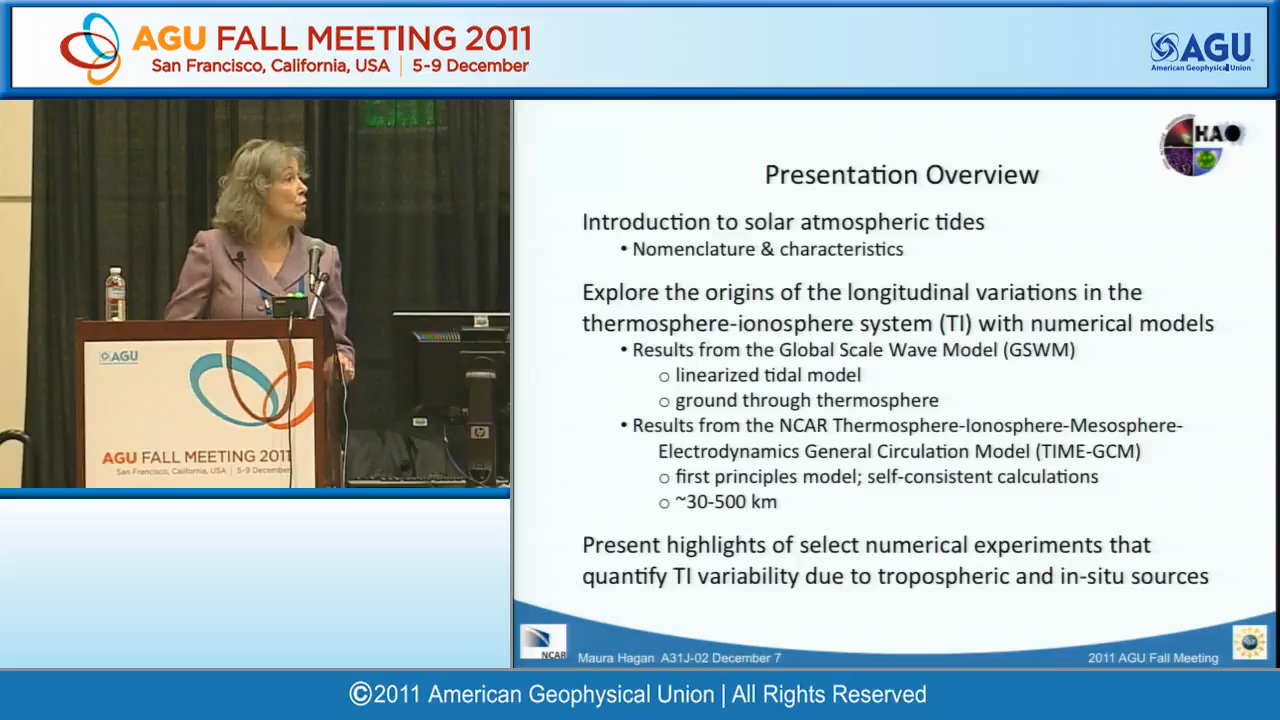 AGU FALL MEETING 2011
San Francisco, California, USA | 5-9 December
AGU
American Geophysical Union
HAO
Presentation Overview
Introduction to solar atmospheric tides
• Nomenclature & characteristics
Explore the origins of the longitudinal variations in the
thermosphere-ionosphere system (TI) with numerical models
• Results from the Global Scale Wave Model (GSWM)
o linearized tidal model
o ground through thermosphere
• Results from the NCAR Thermosphere-Ionosphere-Mesosphere-
Electrodynamics General Circulation Model (TIME-GCM)
o first principles model; self-consistent calculations
o ~30-500 km
Present highlights of select numerical experiments that
quantify TI variability due to tropospheric and in-situ sources
NCAR
Maura Hagan A31J-02 December 7
2011 AGU Fall Meeting
AGU
AGU FALL MEETING 2011
San Francisco, California, USA | 5-9 December
hp
©2011 American Geophysical Union | All Rights Reserved